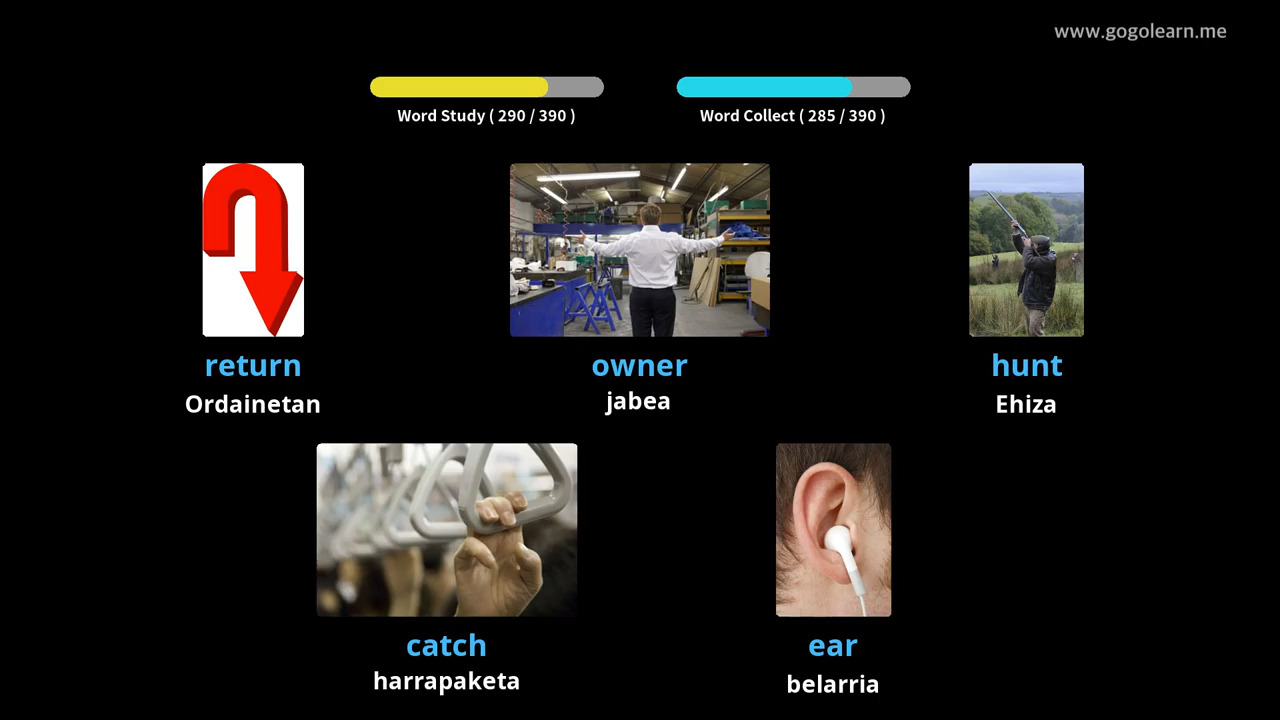 www.gogolearn.me
Word Study ( 290 / 390 )
Word Collect ( 285 / 390 )
return
Ordainetan
owner
jabea
hunt
Ehiza
catch
harrapaketa
ear
belarria